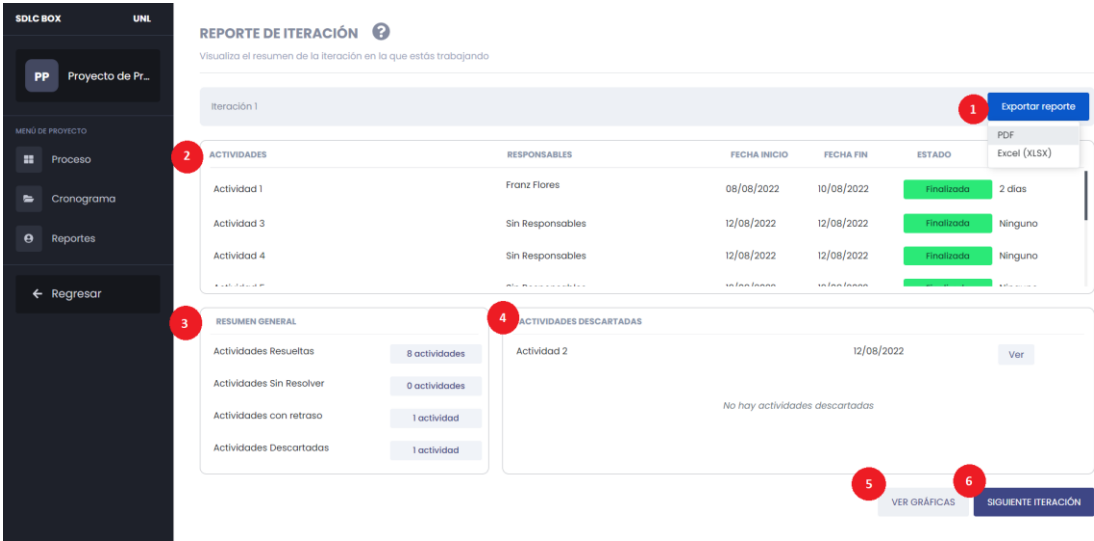 SDLC BOX UNL
PP Proyecto de Pr...
MENÚ DE PROYECTO
Proceso
Cronograma
Reportes
Regresar
REPORTE DE ITERACIÓN ?
Visualiza el resumen de la iteración en la que estás trabajando
Iteración 1
1 Exportar reporte
PDF
Excel (XLSX)
2 ACTIVIDADES RESPONSABLES FECHA INICIO FECHA FIN ESTADO
Actividad 1 Franz Flores 08/08/2022 10/08/2022 Finalizada 2 días
Actividad 3 Sin Responsables 12/08/2022 12/08/2022 Finalizada Ninguno
Actividad 4 Sin Responsables 12/08/2022 12/08/2022 Finalizada Ninguno
3 RESUMEN GENERAL
Actividades Resueltas 8 actividades
Actividades Sin Resolver 0 actividades
Actividades con retraso 1 actividad
Actividades Descartadas 1 actividad
4 ACTIVIDADES DESCARTADAS
Actividad 2 12/08/2022 Ver
No hay actividades descartadas
5 VER GRÁFICAS
6 SIGUIENTE ITERACIÓN